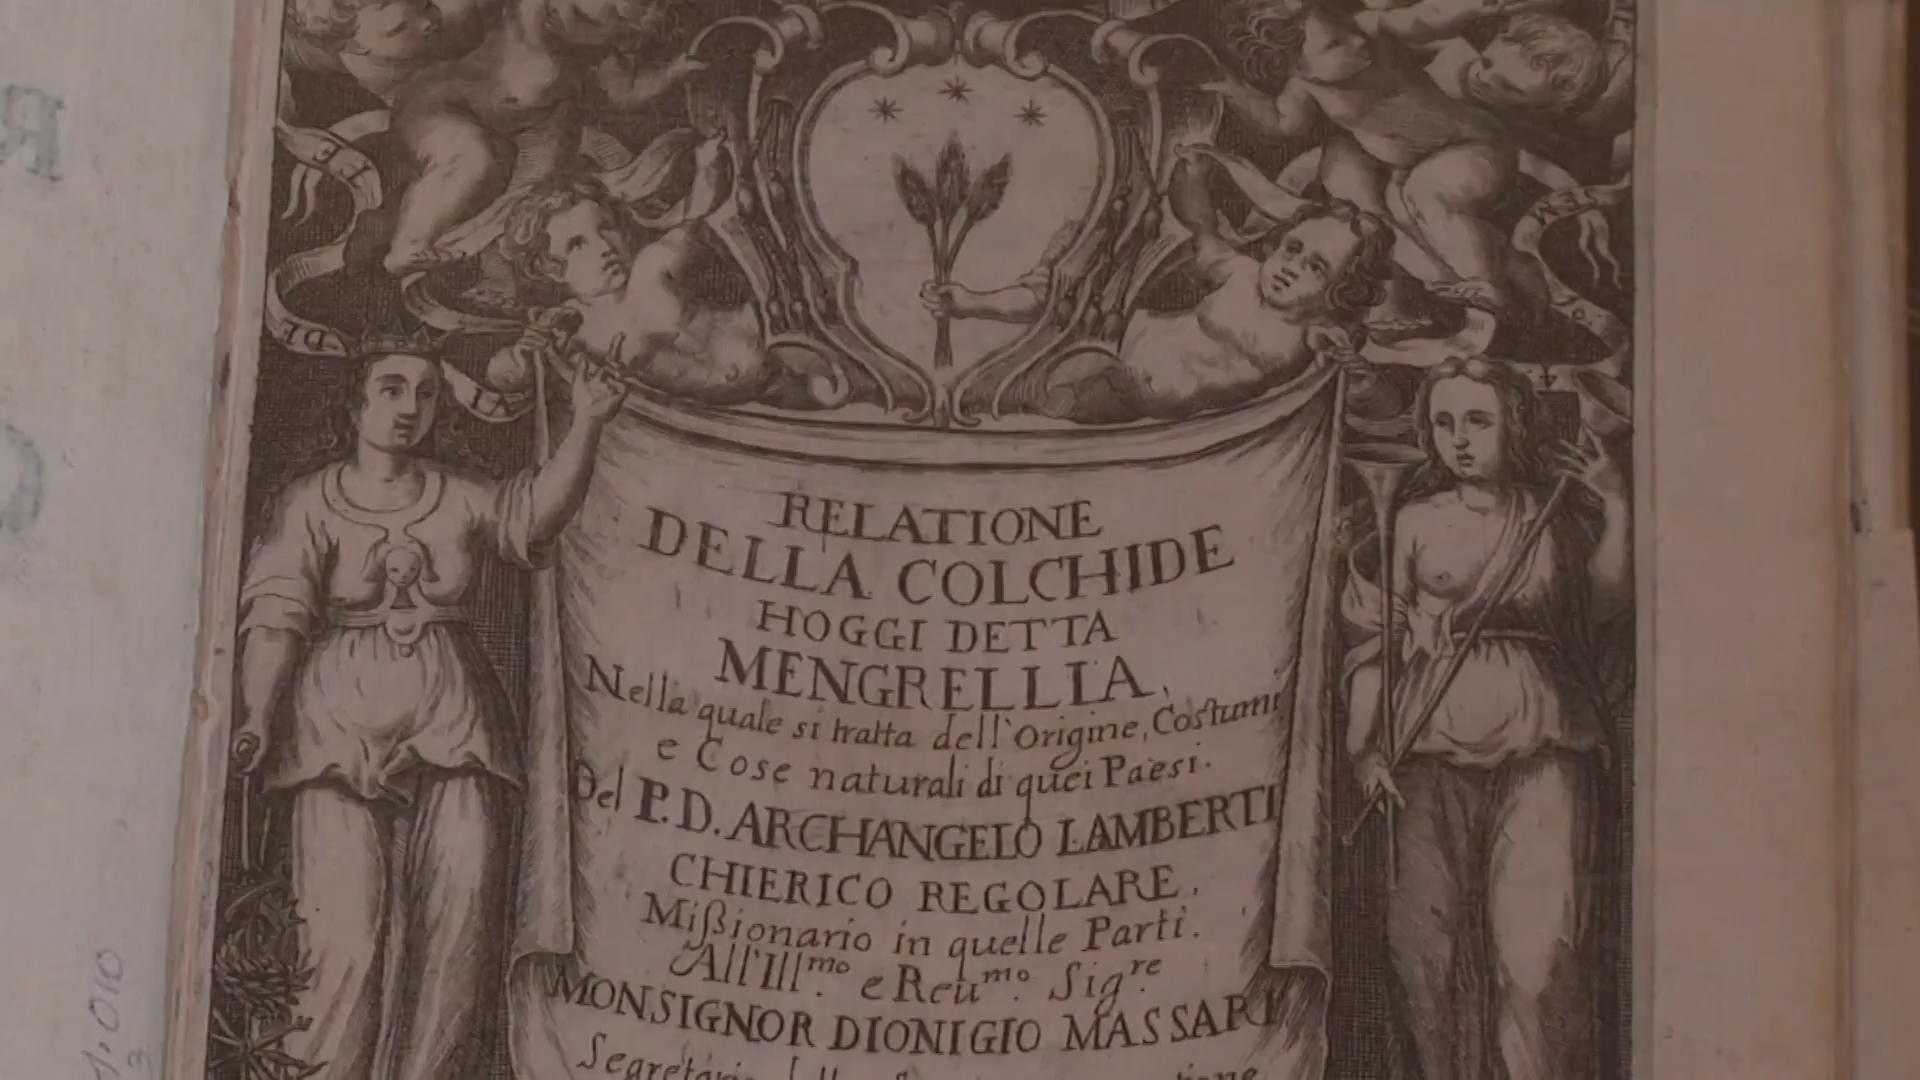 RELATIONE
DELLA COLCHIDE
HOGGI DETTA
MENGRELLIA,
Nella quale si tratta dell'Origine, Costumi
e Cose naturali di quei Paesi.
Del P.D. ARCHANGELO LAMBERTI
CHIERICO REGOLARE,
Mißionario in quelle Parti.
All'Ill.mo e Reu.mo Sig.re
MONSIGNOR DIONIGIO MASSARI